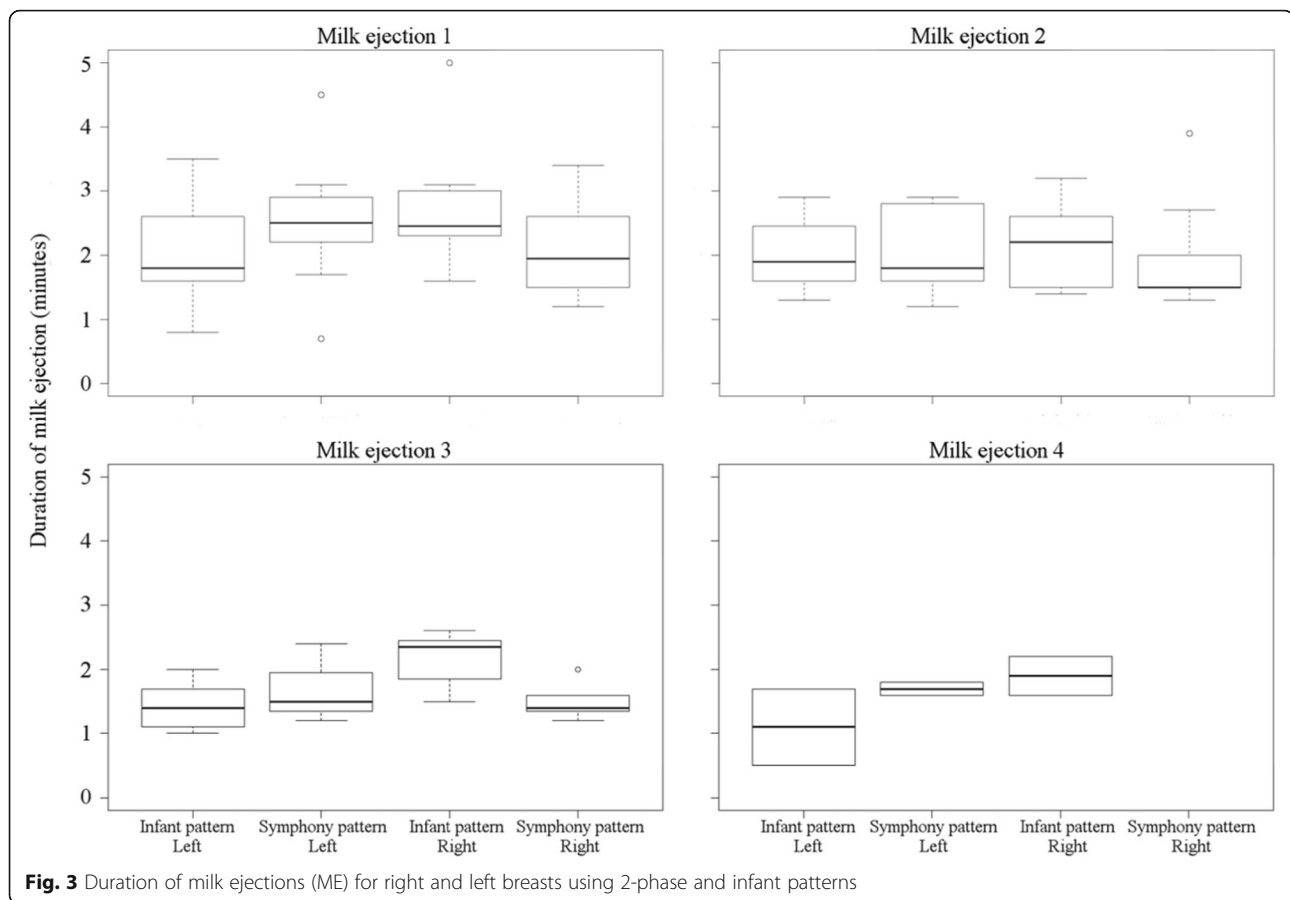 Milk ejection 1
Milk ejection 2
Duration of milk ejection (minutes)
5
4
3
2
1
0
Milk ejection 3
Milk ejection 4
5
4
3
2
1
0
Infant pattern
Left
Symphony pattern
Left
Infant pattern
Right
Symphony pattern
Right
Infant pattern
Left
Symphony pattern
Left
Infant pattern
Right
Symphony pattern
Right
Fig. 3 Duration of milk ejections (ME) for right and left breasts using 2-phase and infant patterns